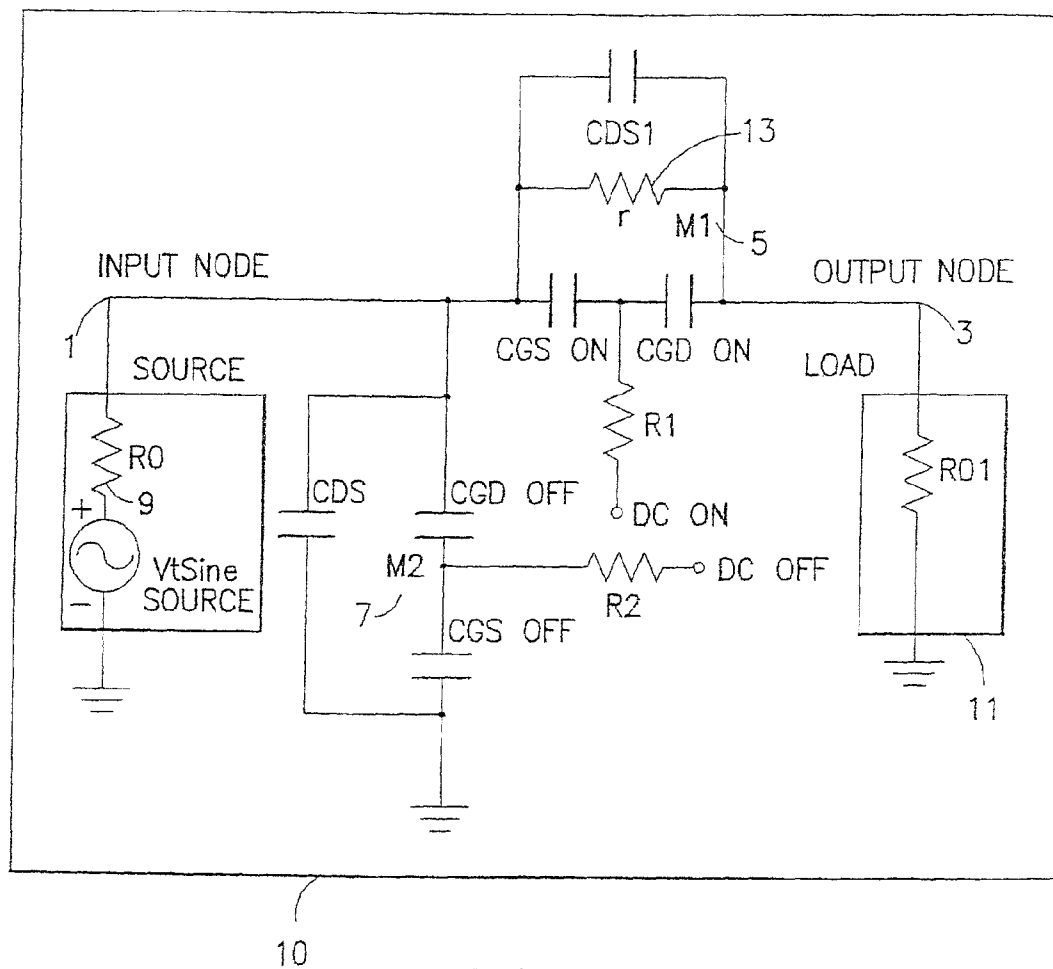 CDS1
13
r
M1
5
INPUT NODE
OUTPUT NODE
1
3
CGS ON
CGD ON
SOURCE
LOAD
R0
R1
R01
9
CDS
CGD OFF
+
DC ON
VtSine
SOURCE
M2
DC OFF
R2
-
7
CGS OFF
11
10